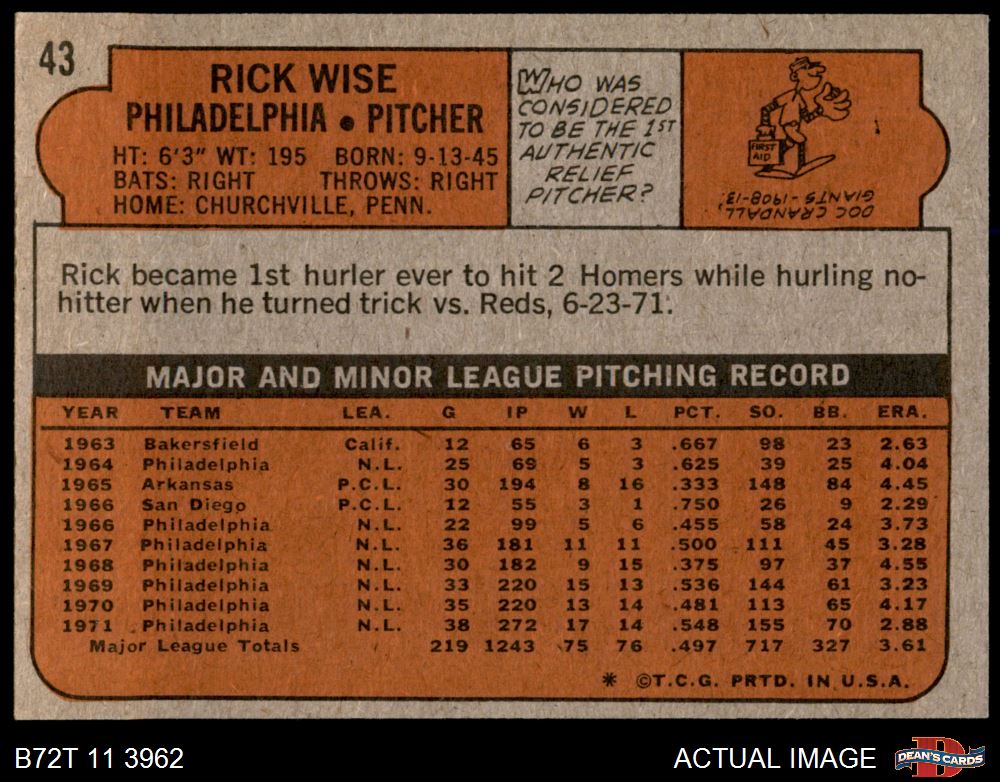 43
RICK WISE
PHILADELPHIA • PITCHER
HT: 6'3" WT: 195 BORN: 9-13-45
BATS: RIGHT THROWS: RIGHT
HOME: CHURCHVILLE, PENN.
WHO WAS
CONSIDERED
TO BE THE 1ST
AUTHENTIC
RELIEF
PITCHER?
FIRST
AID
DOC CRANDALL
GIANTS - 1908-13.
Rick became 1st hurler ever to hit 2 Homers while hurling no-
hitter when he turned trick vs. Reds, 6-23-71.
MAJOR AND MINOR LEAGUE PITCHING RECORD
YEAR TEAM LEA. G IP W L PCT. SO. BB. ERA.
1963 Bakersfield Calif. 12 65 6 3 .667 98 23 2.63
1964 Philadelphia N.L. 25 69 5 3 .625 39 25 4.04
1965 Arkansas P.C.L. 30 194 8 16 .333 148 84 4.45
1966 San Diego P.C.L. 12 55 3 1 .750 26 9 2.29
1966 Philadelphia N.L. 22 99 5 6 .455 58 24 3.73
1967 Philadelphia N.L. 36 181 11 11 .500 111 45 3.28
1968 Philadelphia N.L. 30 182 9 15 .375 97 37 4.55
1969 Philadelphia N.L. 33 220 15 13 .536 144 61 3.23
1970 Philadelphia N.L. 35 220 13 14 .481 113 65 4.17
1971 Philadelphia N.L. 38 272 17 14 .548 155 70 2.88
Major League Totals 219 1243 75 76 .497 717 327 3.61
* ©T.C.G. PRTD. IN U.S.A.
B72T 11 3962
ACTUAL IMAGE
D
DEAN'S CARDS